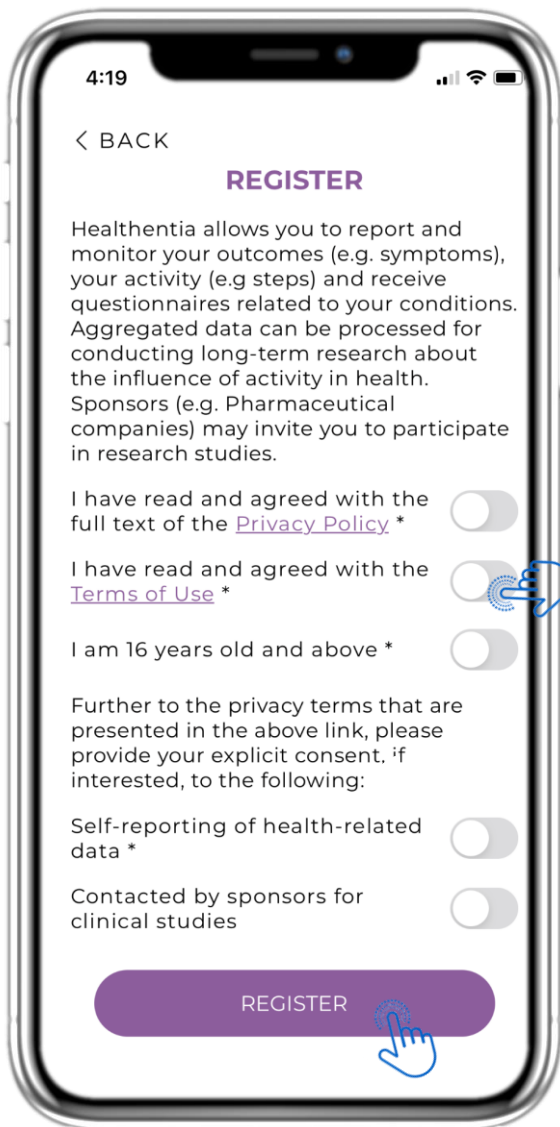 4:19
< BACK
REGISTER
Healthentia allows you to report and
monitor your outcomes (e.g. symptoms),
your activity (e.g steps) and receive
questionnaires related to your conditions.
Aggregated data can be processed for
conducting long-term research about
the influence of activity in health.
Sponsors (e.g. Pharmaceutical
companies) may invite you to participate
in research studies.
I have read and agreed with the
full text of the Privacy Policy *
I have read and agreed with the
Terms of Use *
I am 16 years old and above *
Further to the privacy terms that are
presented in the above link, please
provide your explicit consent, if
interested, to the following:
Self-reporting of health-related
data *
Contacted by sponsors for
clinical studies
REGISTER